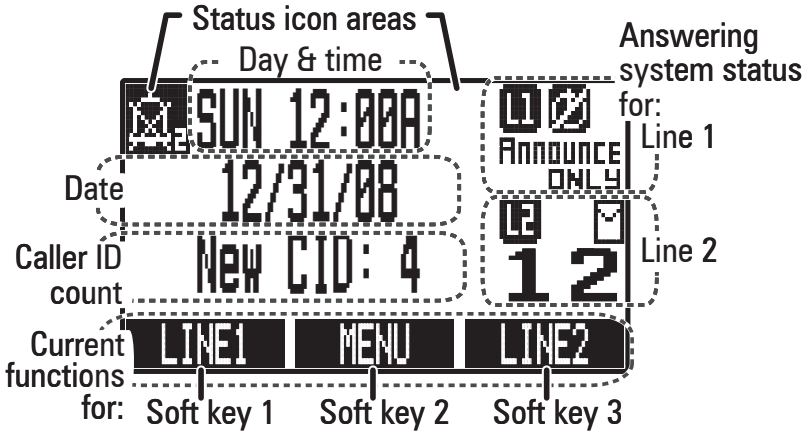 Status icon areas
Day & time
Answering
system status
for:
SUN 12:00A
L1
ANNOUNCE
ONLY
Line 1
Date
12/31/08
L2
12
Line 2
Caller ID
count
New CID: 4
Current
functions
for:
LINE1
MENU
LINE2
Soft key 1
Soft key 2
Soft key 3